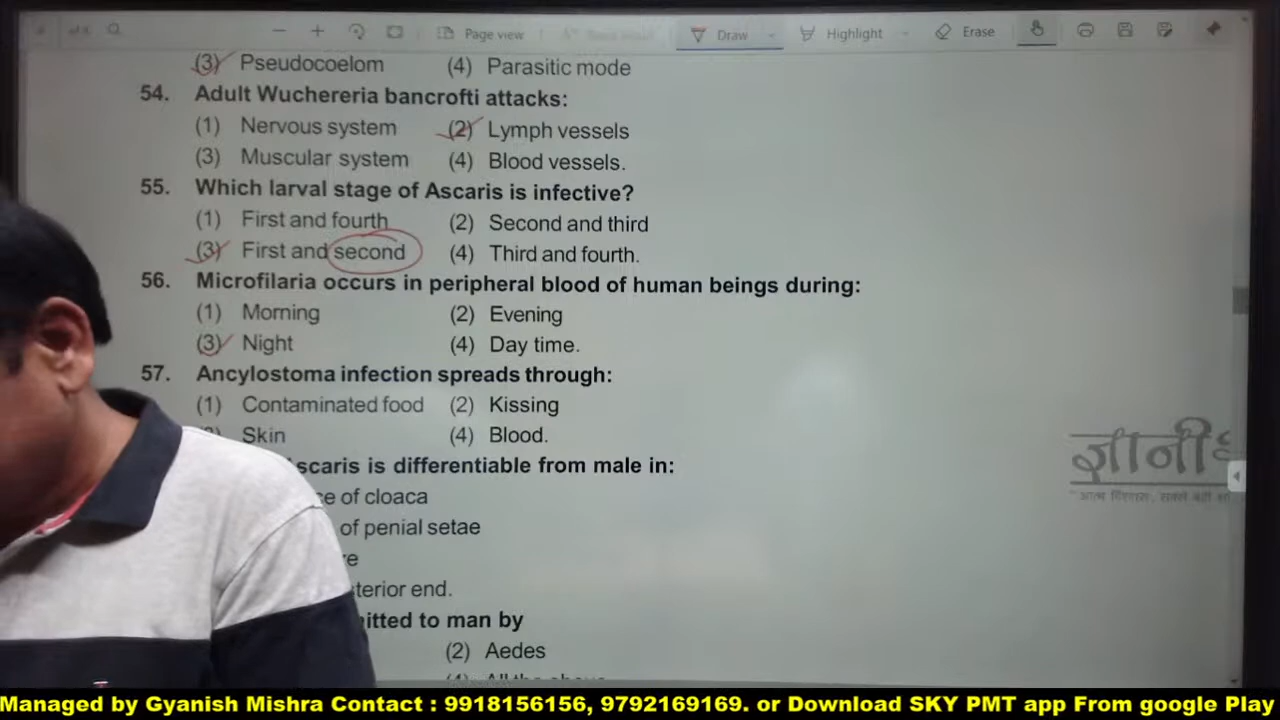 Page view
Draw
Highlight
Erase
(3) Pseudocoelom (4) Parasitic mode
54. Adult Wuchereria bancrofti attacks:
(1) Nervous system (2) Lymph vessels
(3) Muscular system (4) Blood vessels.
55. Which larval stage of Ascaris is infective?
(1) First and fourth (2) Second and third
(3) First and second (4) Third and fourth.
56. Microfilaria occurs in peripheral blood of human beings during:
(1) Morning (2) Evening
(3) Night (4) Day time.
57. Ancylostoma infection spreads through:
(1) Contaminated food (2) Kissing
Skin (4) Blood.
scaris is differentiable from male in:
ce of cloaca
of penial setae
re
terior end.
itted to man by
(2) Aedes
ज्ञानी
Managed by Gyanish Mishra Contact : 9918156156, 9792169169. or Download SKY PMT app From google Play